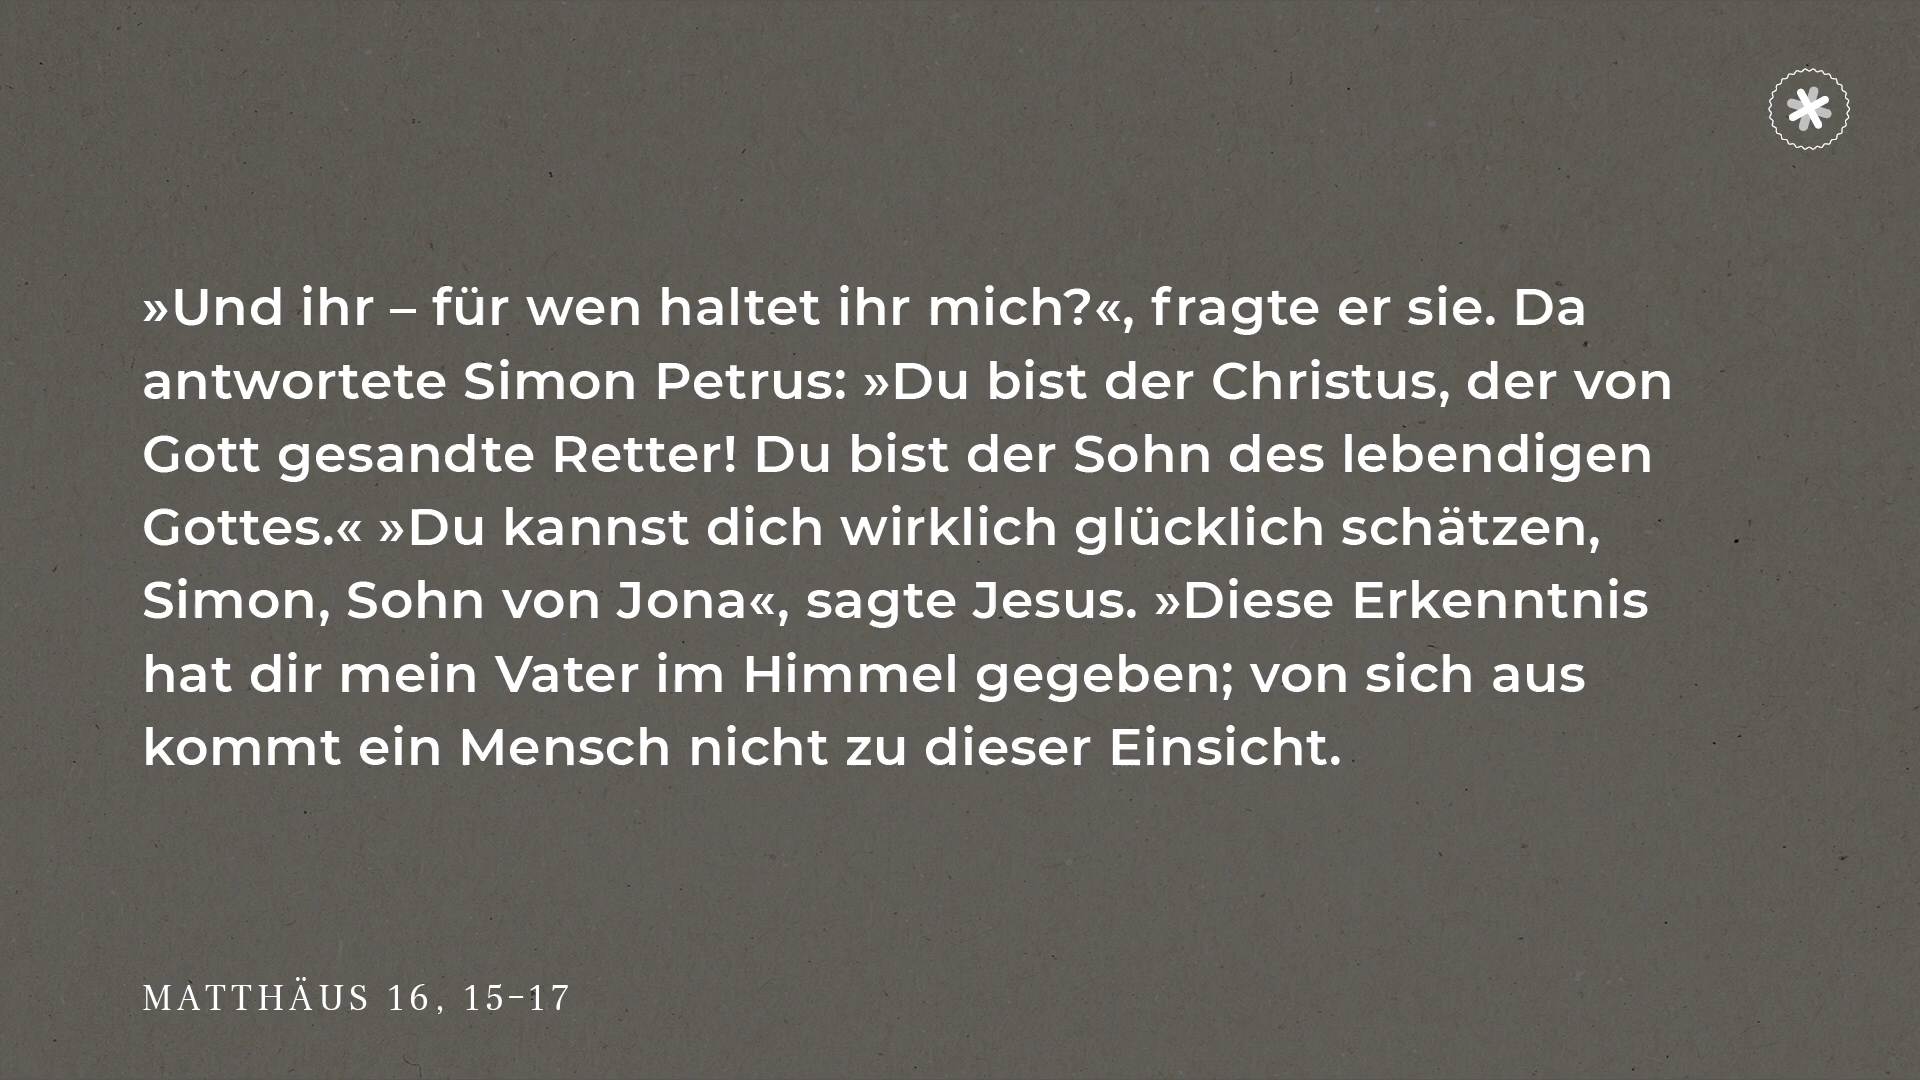 »Und ihr – für wen haltet ihr mich?«, fragte er sie. Da
antwortete Simon Petrus: »Du bist der Christus, der von
Gott gesandte Retter! Du bist der Sohn des lebendigen
Gottes.« »Du kannst dich wirklich glücklich schätzen,
Simon, Sohn von Jona«, sagte Jesus. »Diese Erkenntnis
hat dir mein Vater im Himmel gegeben; von sich aus
kommt ein Mensch nicht zu dieser Einsicht.
MATTHÄUS 16, 15–17